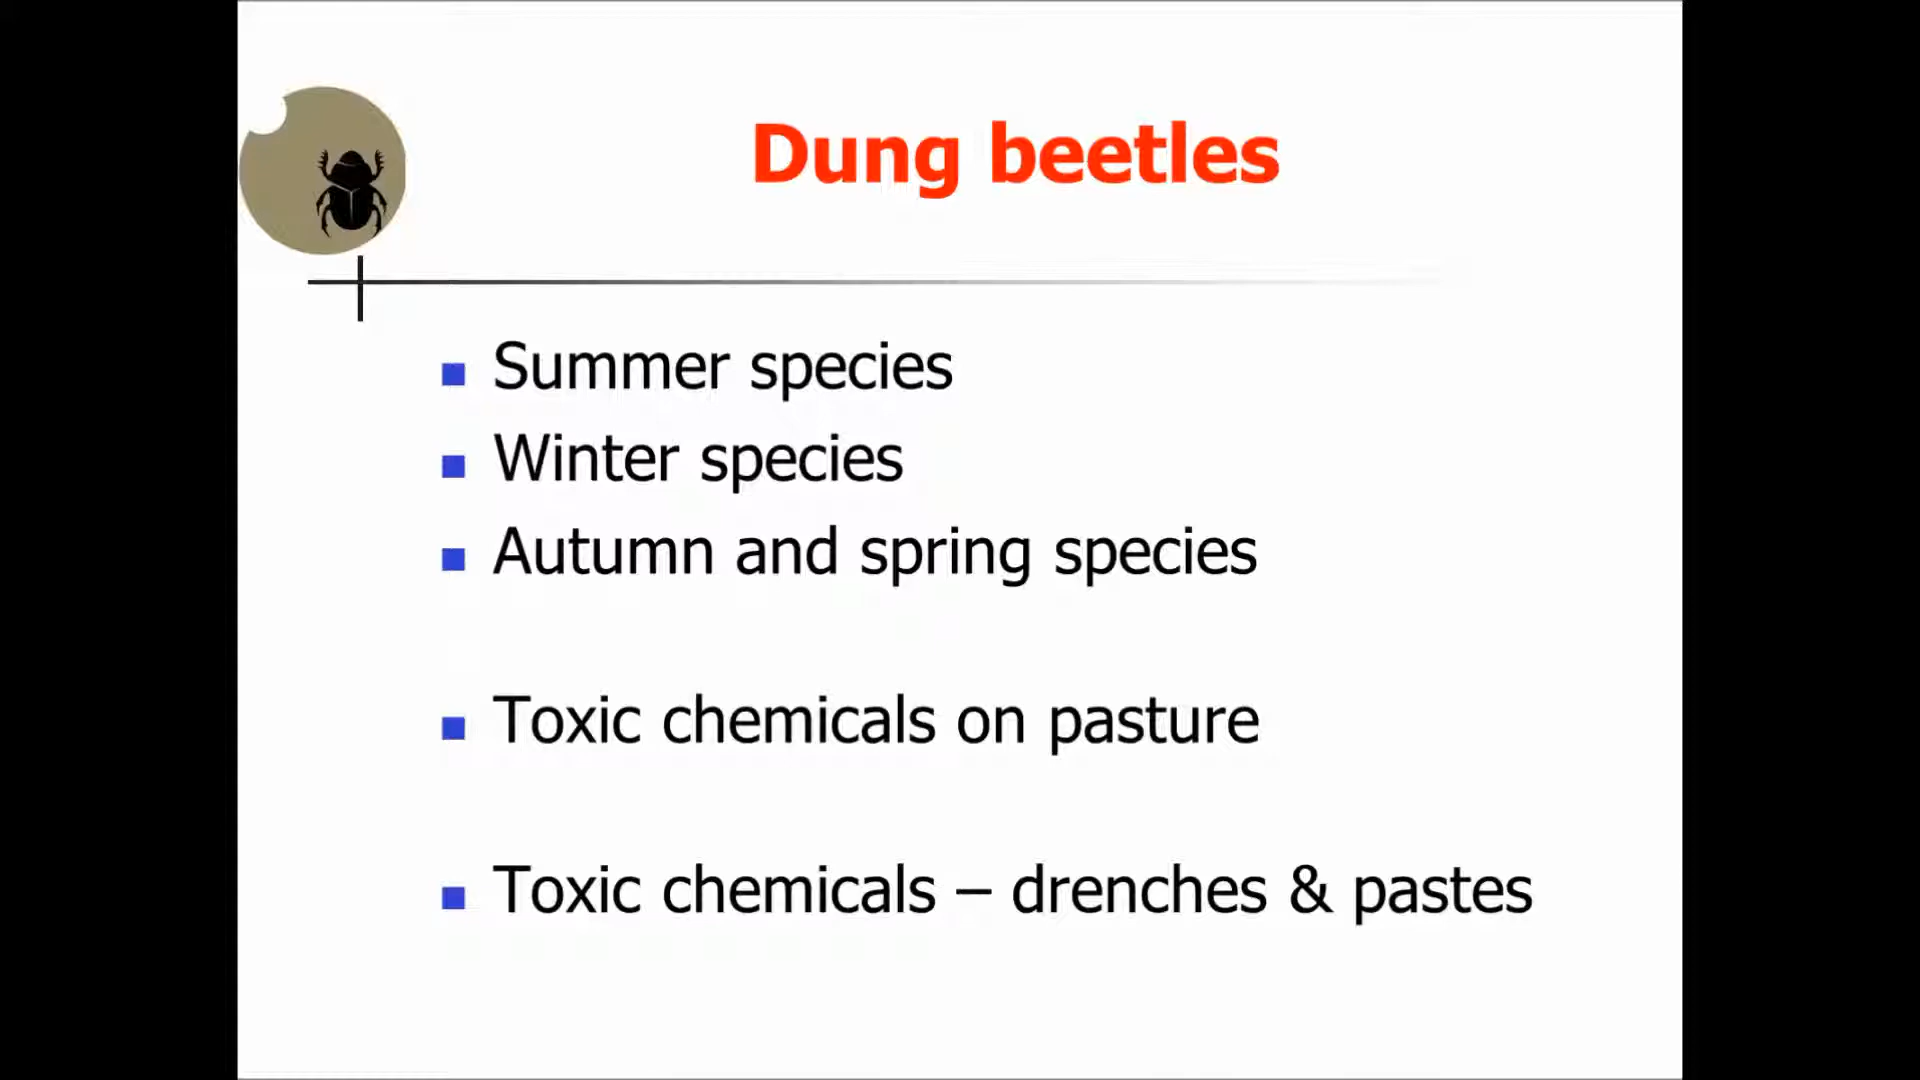 Dung beetles
Summer species
Winter species
Autumn and spring species
Toxic chemicals on pasture
Toxic chemicals – drenches & pastes